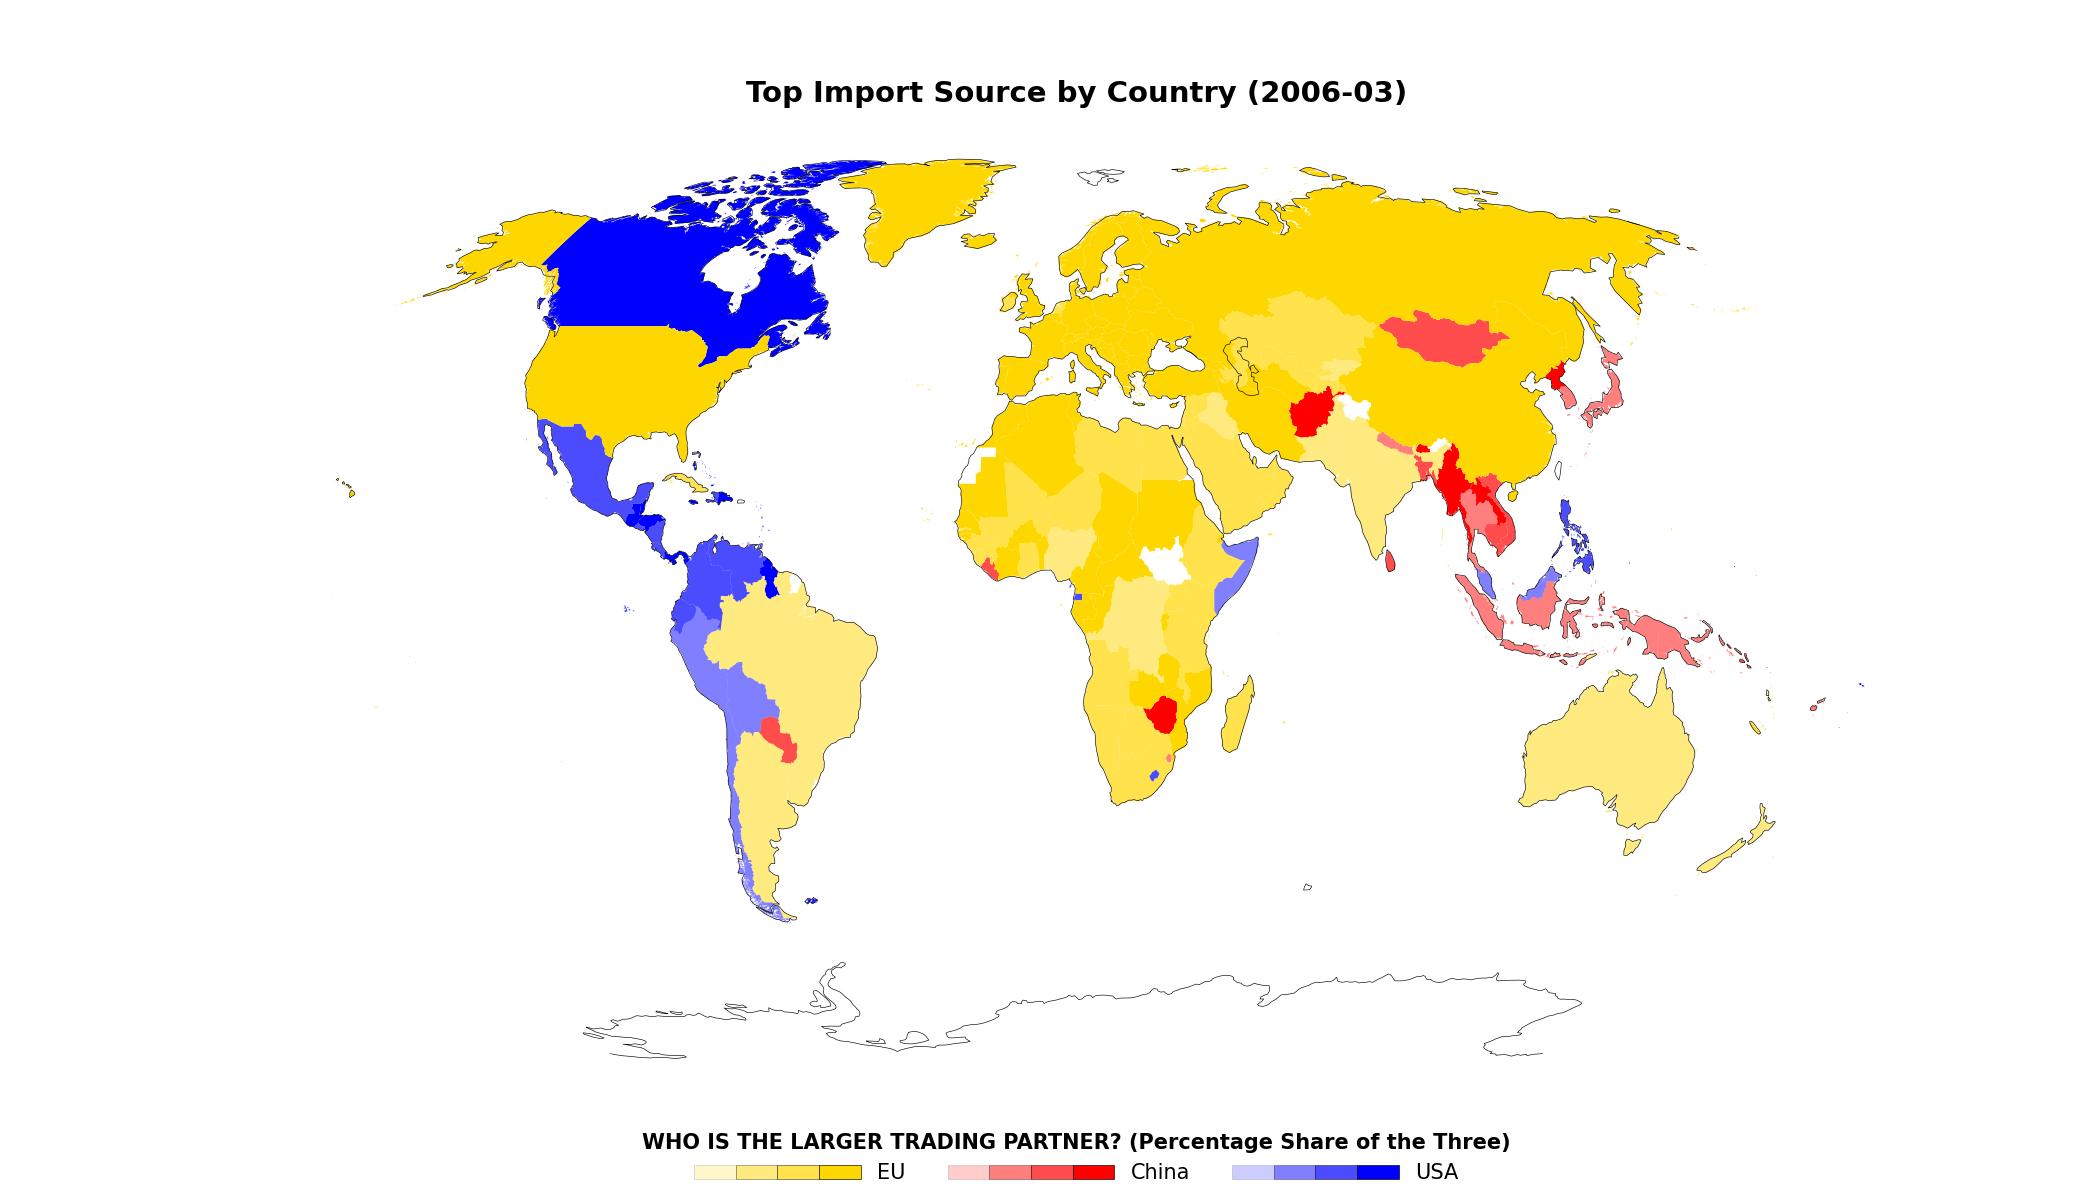 Top Import Source by Country (2006-03)
WHO IS THE LARGER TRADING PARTNER? (Percentage Share of the Three)
EU China USA